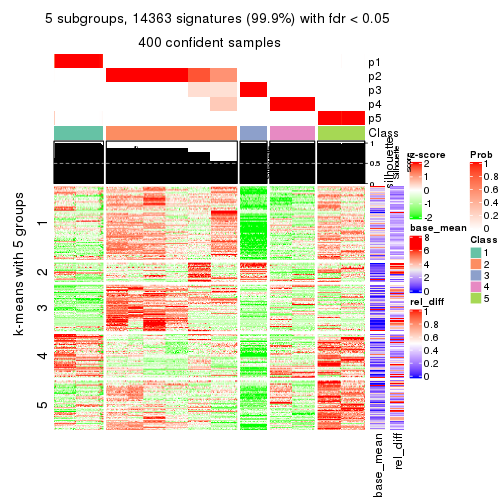 5 subgroups, 14363 signatures (99.9%) with fdr < 0.05
400 confident samples
p1
p2
p3
p4
p5
Class
1
0.5
0
silhouette
Silhouette
score
k-means with 5 groups
1
2
3
4
5
base_mean
rel_diff
z-score
2
1
0
-1
-2
base_mean
8
6
4
2
0
rel_diff
1
0.8
0.6
0.4
0.2
0
Prob
1
0.8
0.6
0.4
0.2
0
Class
1
2
3
4
5